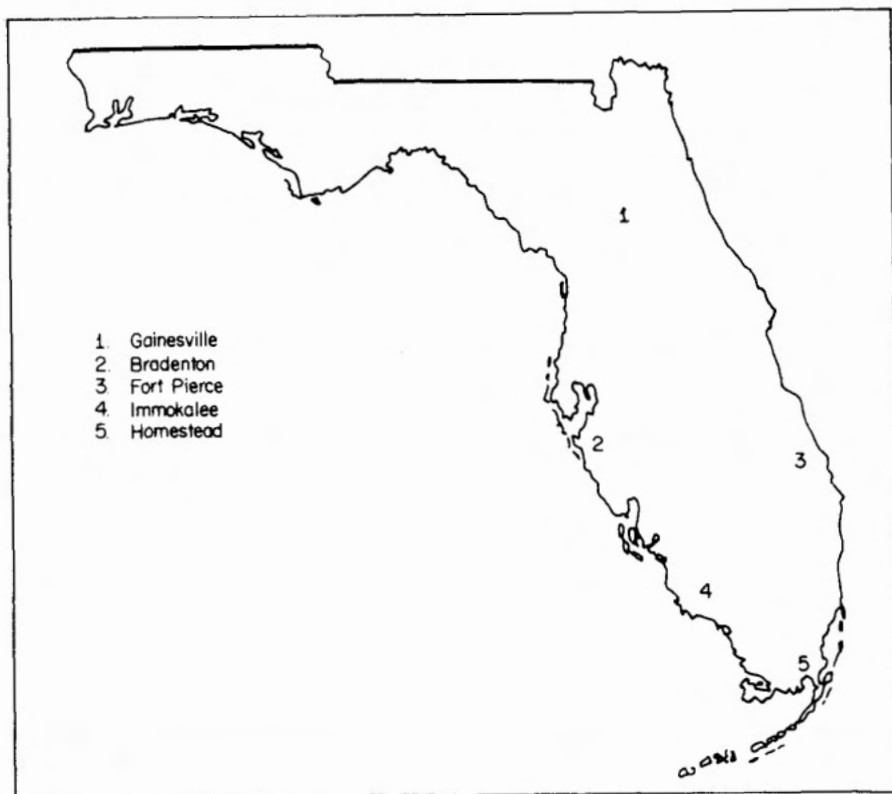 1
1. Gainesville
2. Bradenton
3. Fort Pierce
4. Immokalee
5. Homestead
2
3
4
5